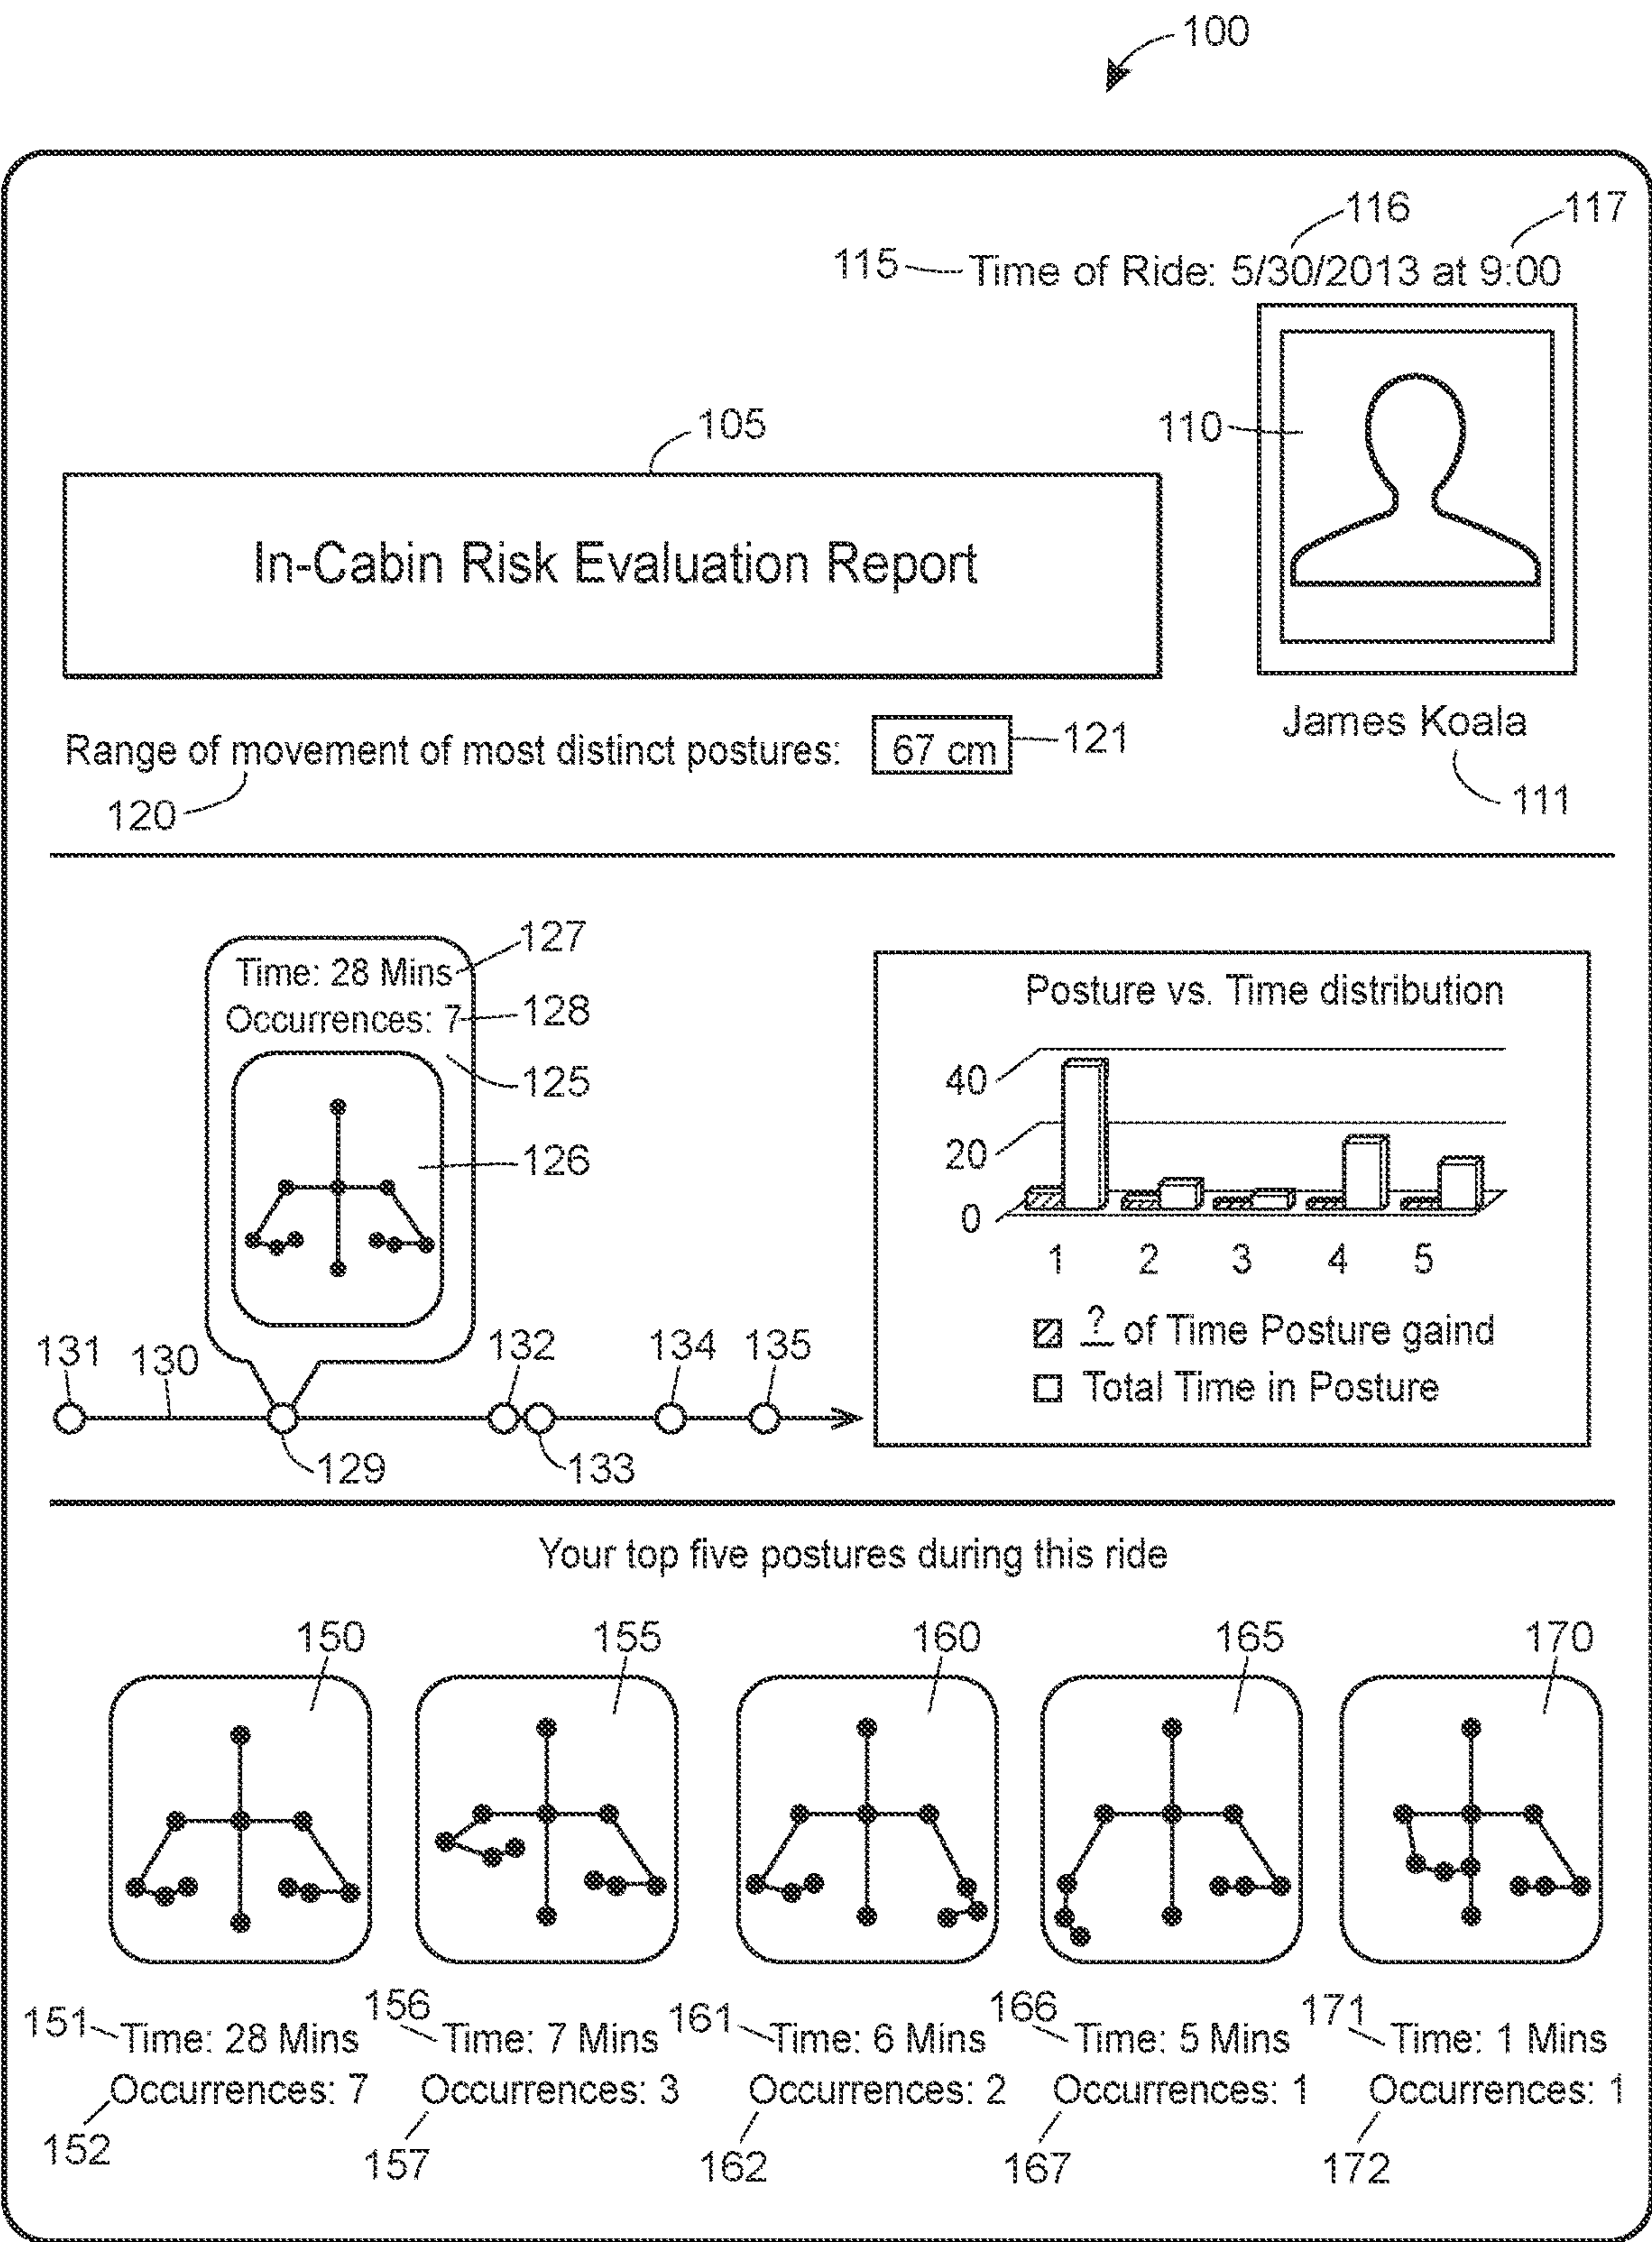 100
116
117
115
Time of Ride: 5/30/2013 at 9:00
105
110
In-Cabin Risk Evaluation Report
James Koala
111
Range of movement of most distinct postures:
67 cm
121
120
127
Time: 28 Mins
Occurrences: 7
128
125
126
131
130
132
134
135
129
133
Posture vs. Time distribution
40
20
0
1 2 3 4 5
? of Time Posture gaind
Total Time in Posture
Your top five postures during this ride
150
155
160
165
170
151
Time: 28 Mins
156
Time: 7 Mins
161
Time: 6 Mins
166
Time: 5 Mins
171
Time: 1 Mins
Occurrences: 7
Occurrences: 3
Occurrences: 2
Occurrences: 1
Occurrences: 1
152
157
162
167
172